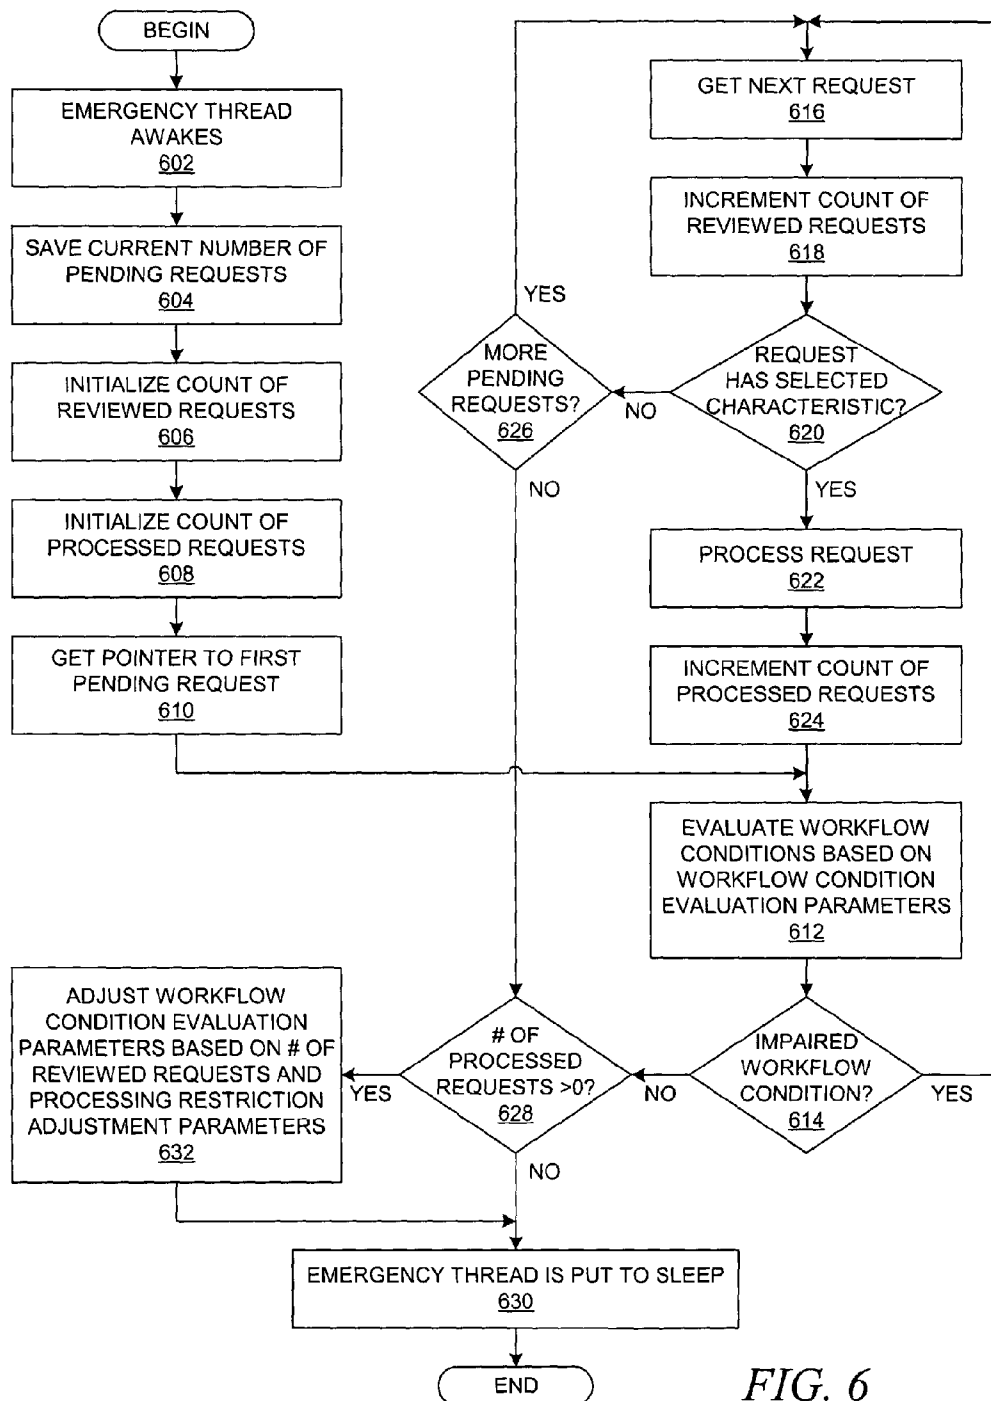 BEGIN
EMERGENCY THREAD
AWAKES
602
SAVE CURRENT NUMBER OF
PENDING REQUESTS
604
INITIALIZE COUNT OF
REVIEWED REQUESTS
606
INITIALIZE COUNT OF
PROCESSED REQUESTS
608
GET POINTER TO FIRST
PENDING REQUEST
610
GET NEXT REQUEST
616
INCREMENT COUNT OF
REVIEWED REQUESTS
618
REQUEST
HAS SELECTED
CHARACTERISTIC?
620
NO
YES
MORE
PENDING
REQUESTS?
626
YES
NO
PROCESS REQUEST
622
INCREMENT COUNT OF
PROCESSED REQUESTS
624
EVALUATE WORKFLOW
CONDITIONS BASED ON
WORKFLOW CONDITION
EVALUATION PARAMETERS
612
IMPAIRED
WORKFLOW
CONDITION?
614
YES
NO
# OF
PROCESSED
REQUESTS >0?
628
YES
NO
ADJUST WORKFLOW
CONDITION EVALUATION
PARAMETERS BASED ON # OF
REVIEWED REQUESTS AND
PROCESSING RESTRICTION
ADJUSTMENT PARAMETERS
632
EMERGENCY THREAD IS PUT TO SLEEP
630
END
FIG. 6